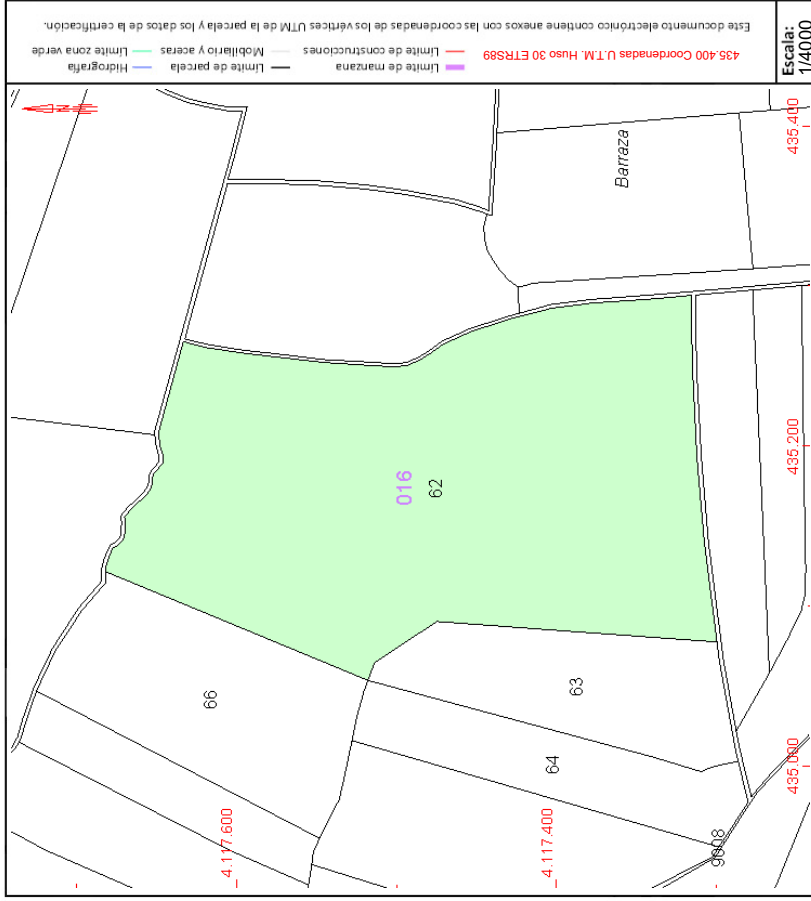 Este documento electrónico contiene anexos con las coordenadas de los vértices UTM de la parcela y los datos de la certificación.
435.400 Coordenadas U.T.M. Huso 30 ETRS89
Límite de manzana
Límite de construcciones
Límite de parcela
Mobiliario y aceras
Hidrografía
Límite zona verde
Escala:
1/4000
435.400
Barraza
435.200
016
62
66
63
64
435.000
4.117.600
4.117.400
9008